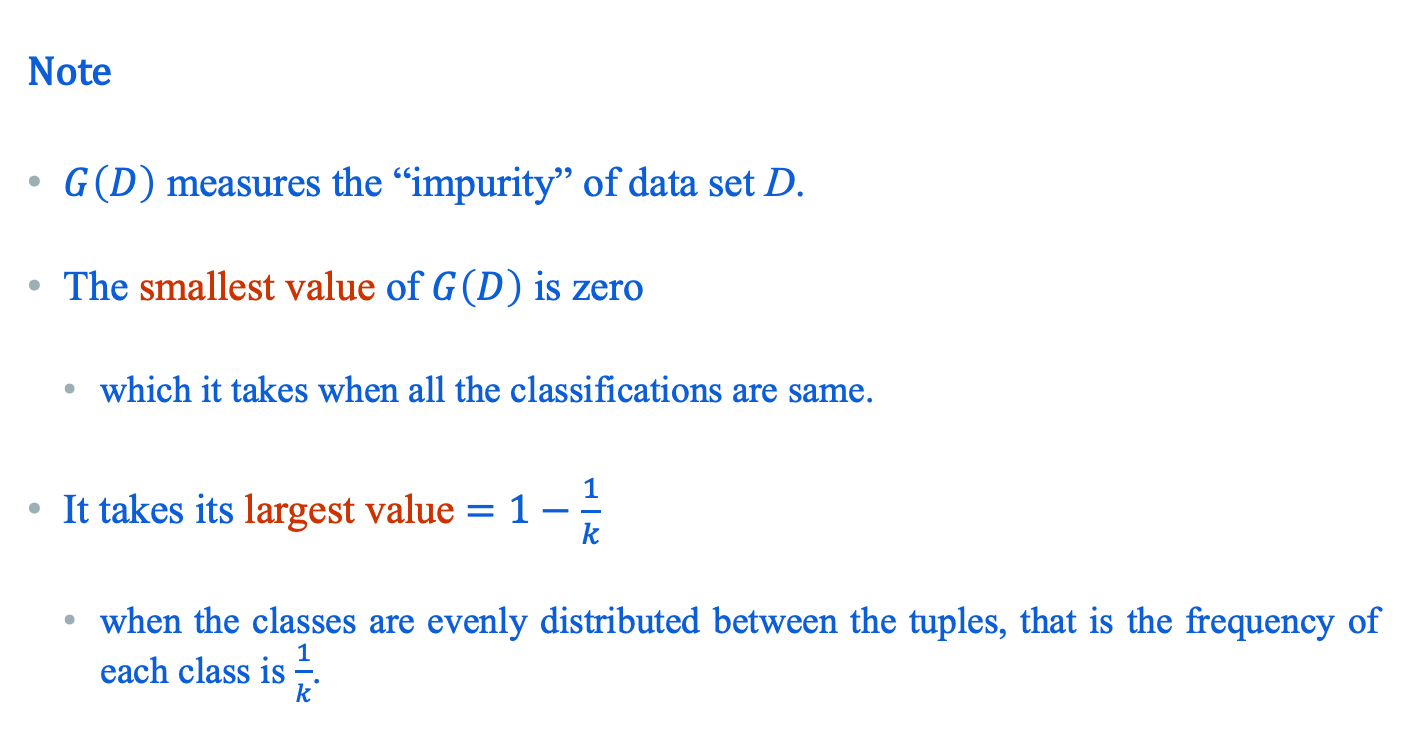 Note
• G(D) measures the “impurity” of data set D.
• The smallest value of G(D) is zero
• which it takes when all the classifications are same.
• It takes its largest value = 1 − 1/k
• when the classes are evenly distributed between the tuples, that is the frequency of
each class is 1/k.